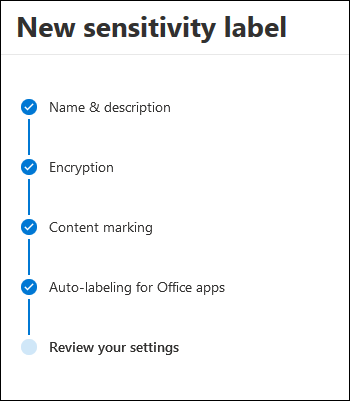 New sensitivity label
Name & description
Encryption
Content marking
Auto-labeling for Office apps
Review your settings